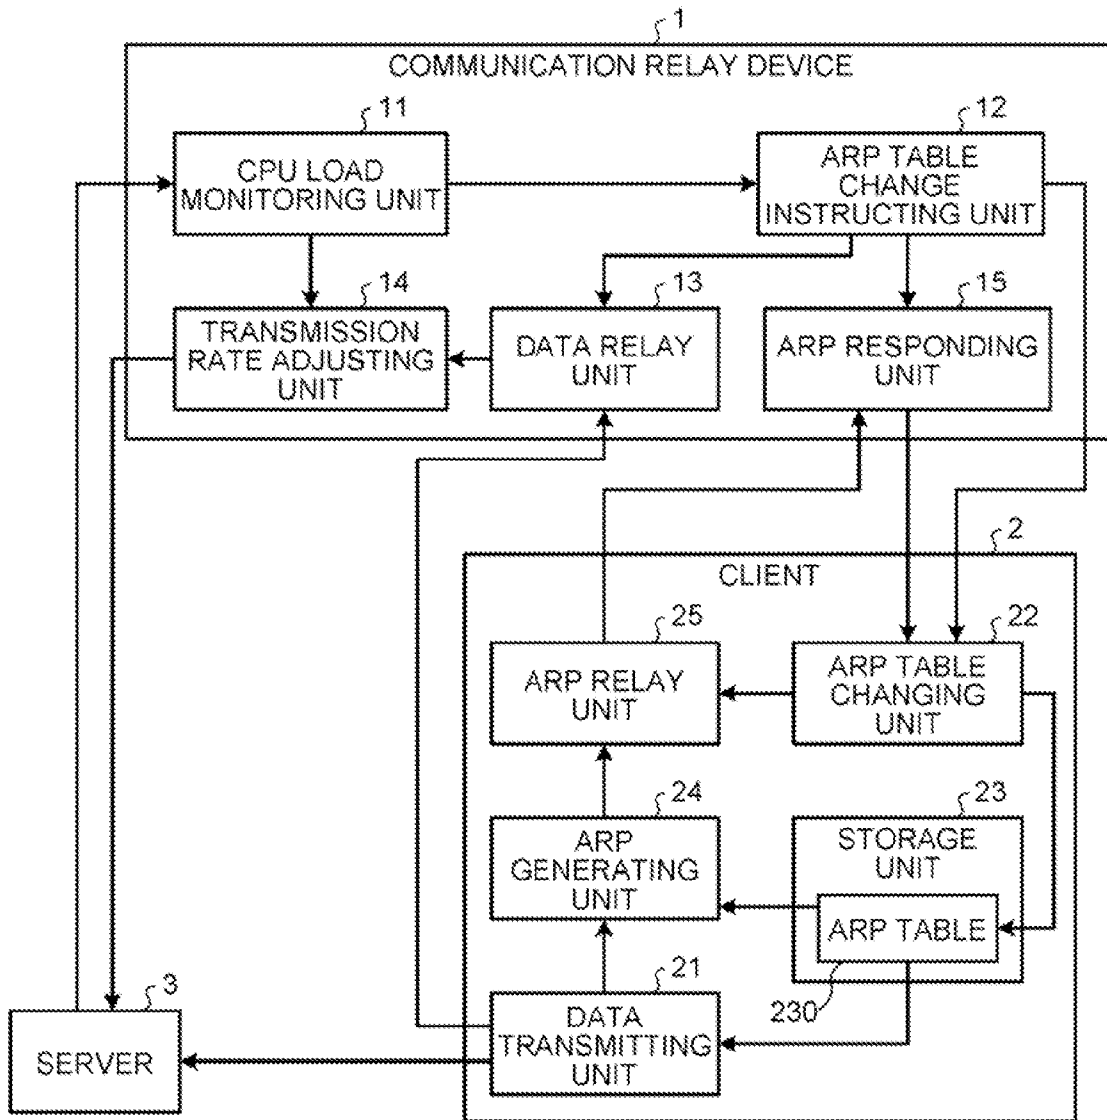 1
COMMUNICATION RELAY DEVICE
11
CPU LOAD
MONITORING UNIT
12
ARP TABLE
CHANGE
INSTRUCTING UNIT
14
TRANSMISSION
RATE ADJUSTING
UNIT
13
DATA RELAY
UNIT
15
ARP RESPONDING
UNIT
2
CLIENT
25
ARP RELAY
UNIT
22
ARP TABLE
CHANGING
UNIT
24
ARP
GENERATING
UNIT
23
STORAGE
UNIT
ARP TABLE
230
21
DATA
TRANSMITTING
UNIT
3
SERVER